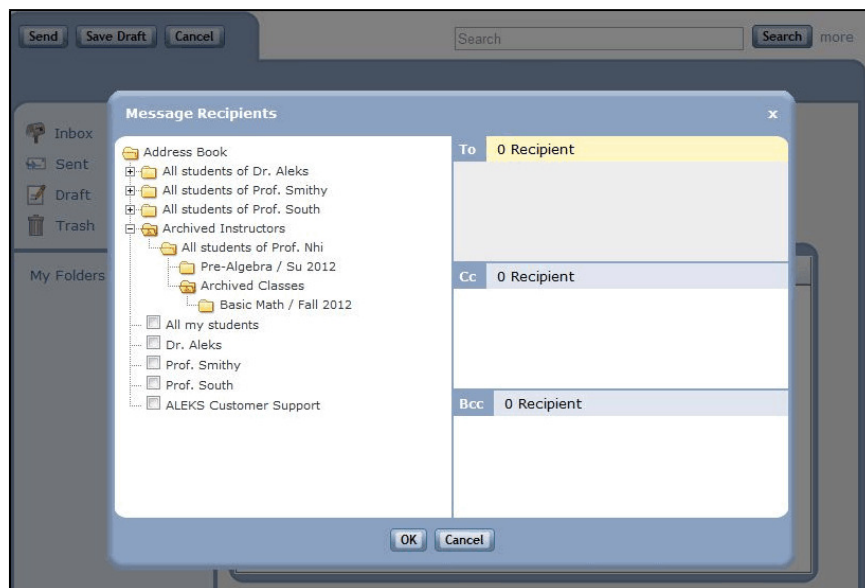 Send Save Draft Cancel
Search Search more
Inbox
Sent
Draft
Trash
My Folders
Message Recipients x
Address Book
All students of Dr. Aleks
All students of Prof. Smithy
All students of Prof. South
Archived Instructors
All students of Prof. Nhi
Pre-Algebra / Su 2012
Archived Classes
Basic Math / Fall 2012
All my students
Dr. Aleks
Prof. Smithy
Prof. South
ALEKS Customer Support
To 0 Recipient
Cc 0 Recipient
Bcc 0 Recipient
OK Cancel